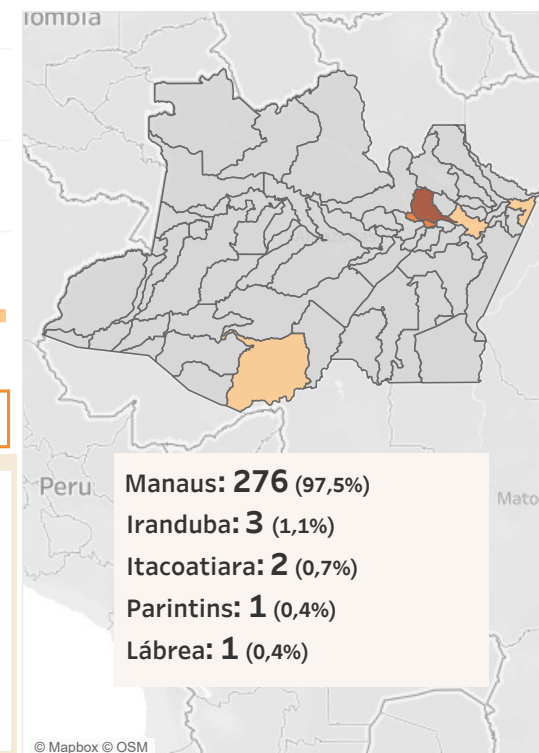 lombia
Peru
Mato
Manaus: 276 (97,5%)
Iranduba: 3 (1,1%)
Itacoatiara: 2 (0,7%)
Parintins: 1 (0,4%)
Lábrea: 1 (0,4%)
© Mapbox © OSM